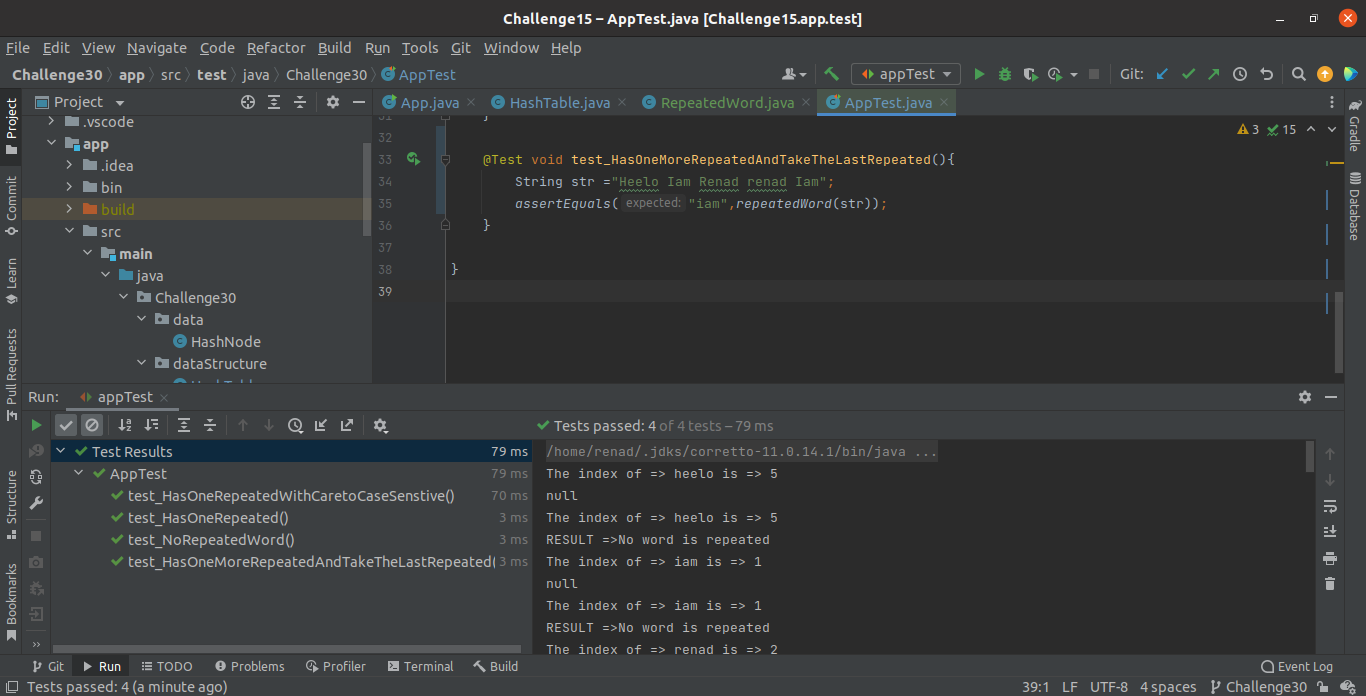 Challenge15 – AppTest.java [Challenge15.app.test]
File Edit View Navigate Code Refactor Build Run Tools Git Window Help
Challenge30 app src test java Challenge30 AppTest
appTest
Git:
Project
App.java
HashTable.java
RepeatedWord.java
AppTest.java
Project
Commit
Learn
Pull Requests
Structure
Bookmarks
.vscode
app
.idea
bin
build
src
main
java
Challenge30
data
HashNode
dataStructure
3 15
31 }
32
33 @Test void test_HasOneMoreRepeatedAndTakeTheLastRepeated(){
34 String str ="Heelo Iam Renad renad Iam";
35 assertEquals( expected: "iam",repeatedWord(str));
36 }
37
38 }
39
Gradle
Database
Run: appTest
Tests passed: 4 of 4 tests – 79 ms
Test Results 79 ms
AppTest 79 ms
test_HasOneRepeatedWithCaretoCaseSenstive() 70 ms
test_HasOneRepeated() 3 ms
test_NoRepeatedWord() 3 ms
test_HasOneMoreRepeatedAndTakeTheLastRepeated( 3 ms
/home/renad/.jdks/corretto-11.0.14.1/bin/java ...
The index of => heelo is => 5
null
The index of => heelo is => 5
RESULT =>No word is repeated
The index of => iam is => 1
null
The index of => iam is => 1
RESULT =>No word is repeated
The index of => renad is => 2
Git Run TODO Problems Profiler Terminal Build Event Log
Tests passed: 4 (a minute ago) 39:1 LF UTF-8 4 spaces Challenge30